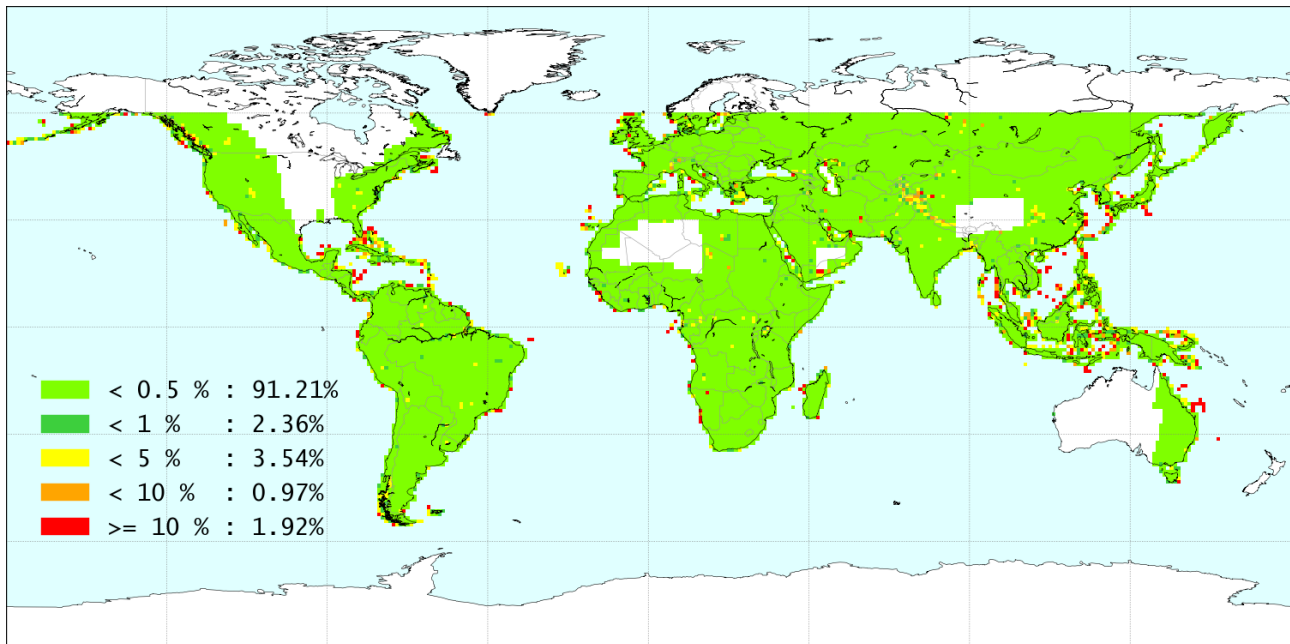 < 0.5 % : 91.21%
< 1 % : 2.36%
< 5 % : 3.54%
< 10 % : 0.97%
>= 10 % : 1.92%